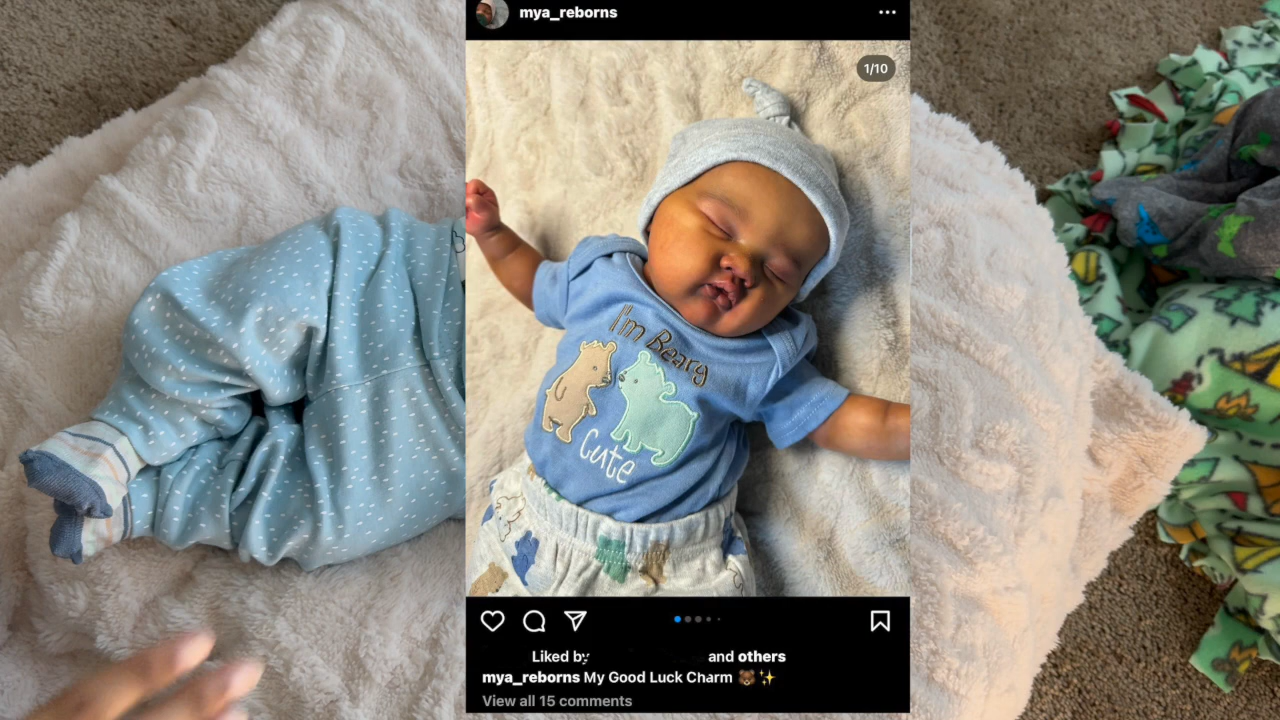 mya_reborns
1/10
I'm Beary
Cute
Liked by and others
mya_reborns My Good Luck Charm 🐻✨
View all 15 comments